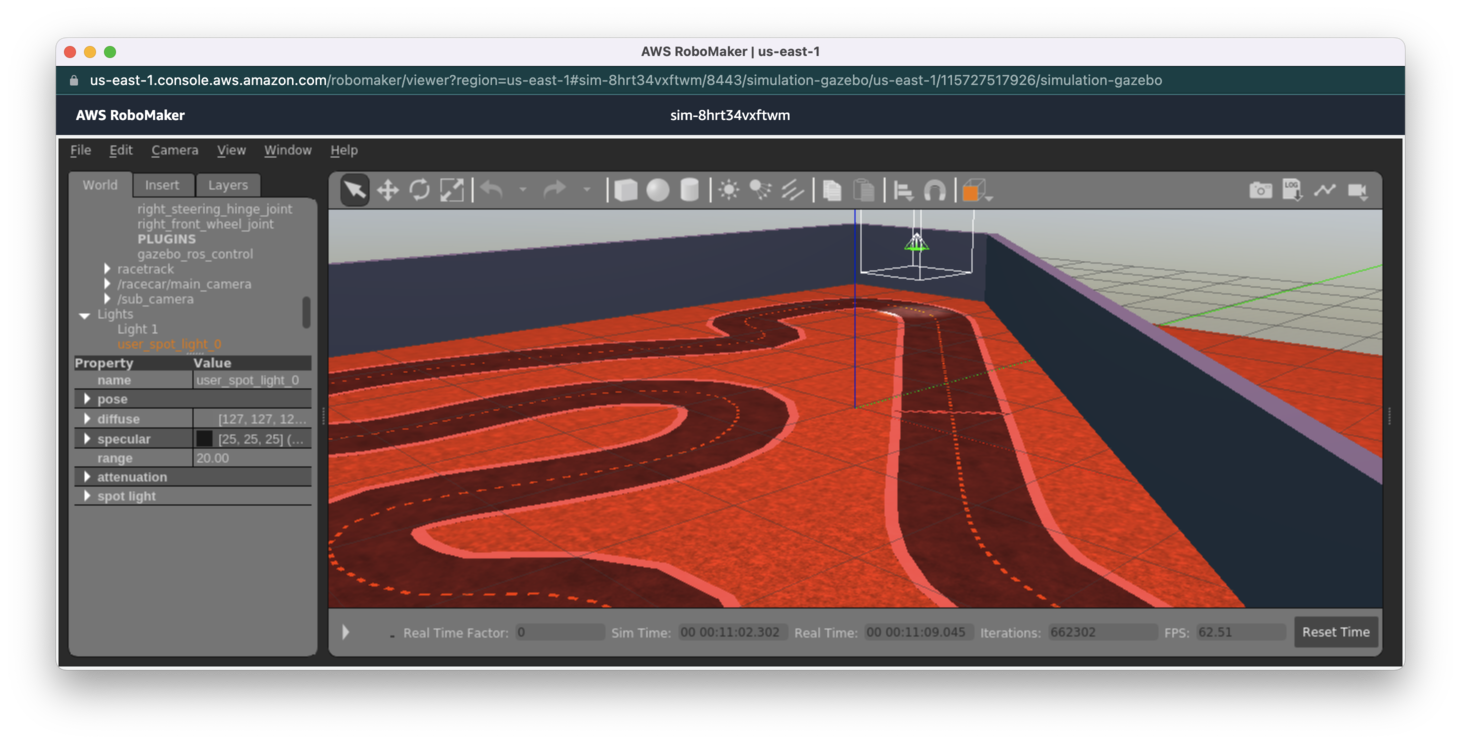 AWS RoboMaker | us-east-1
us-east-1.console.aws.amazon.com/robomaker/viewer?region=us-east-1#sim-8hrt34vxftwm/8443/simulation-gazebo/us-east-1/115727517926/simulation-gazebo
AWS RoboMaker sim-8hrt34vxftwm
File Edit Camera View Window Help
World Insert Layers
LOG
right_steering_hinge_joint
right_front_wheel_joint
PLUGINS
gazebo_ros_control
racetrack
/racecar/main_camera
/sub_camera
Lights
Light 1
user_spot_light_0
Property Value
name user_spot_light_0
pose
diffuse [127, 127, 12...
specular [25, 25, 25] (...
range 20.00
attenuation
spot light
Real Time Factor: 0 Sim Time: 00 00:11:02.302 Real Time: 00 00:11:09.045 Iterations: 662302 FPS: 62.51 Reset Time